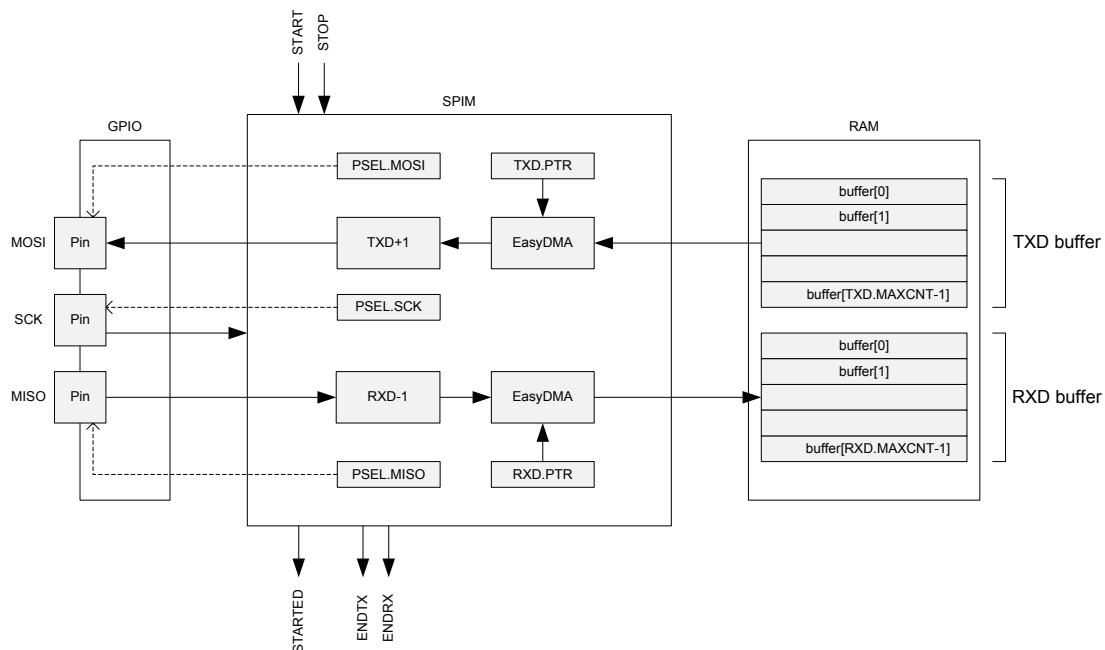 START
STOP
SPIM
GPIO
RAM
PSEL.MOSI
TXD.PTR
buffer[0]
buffer[1]
MOSI
Pin
TXD+1
EasyDMA
TXD buffer
buffer[TXD.MAXCNT-1]
PSEL.SCK
SCK
Pin
buffer[0]
buffer[1]
MISO
Pin
RXD-1
EasyDMA
RXD buffer
buffer[RXD.MAXCNT-1]
PSEL.MISO
RXD.PTR
STARTED
ENDTX
ENDRX